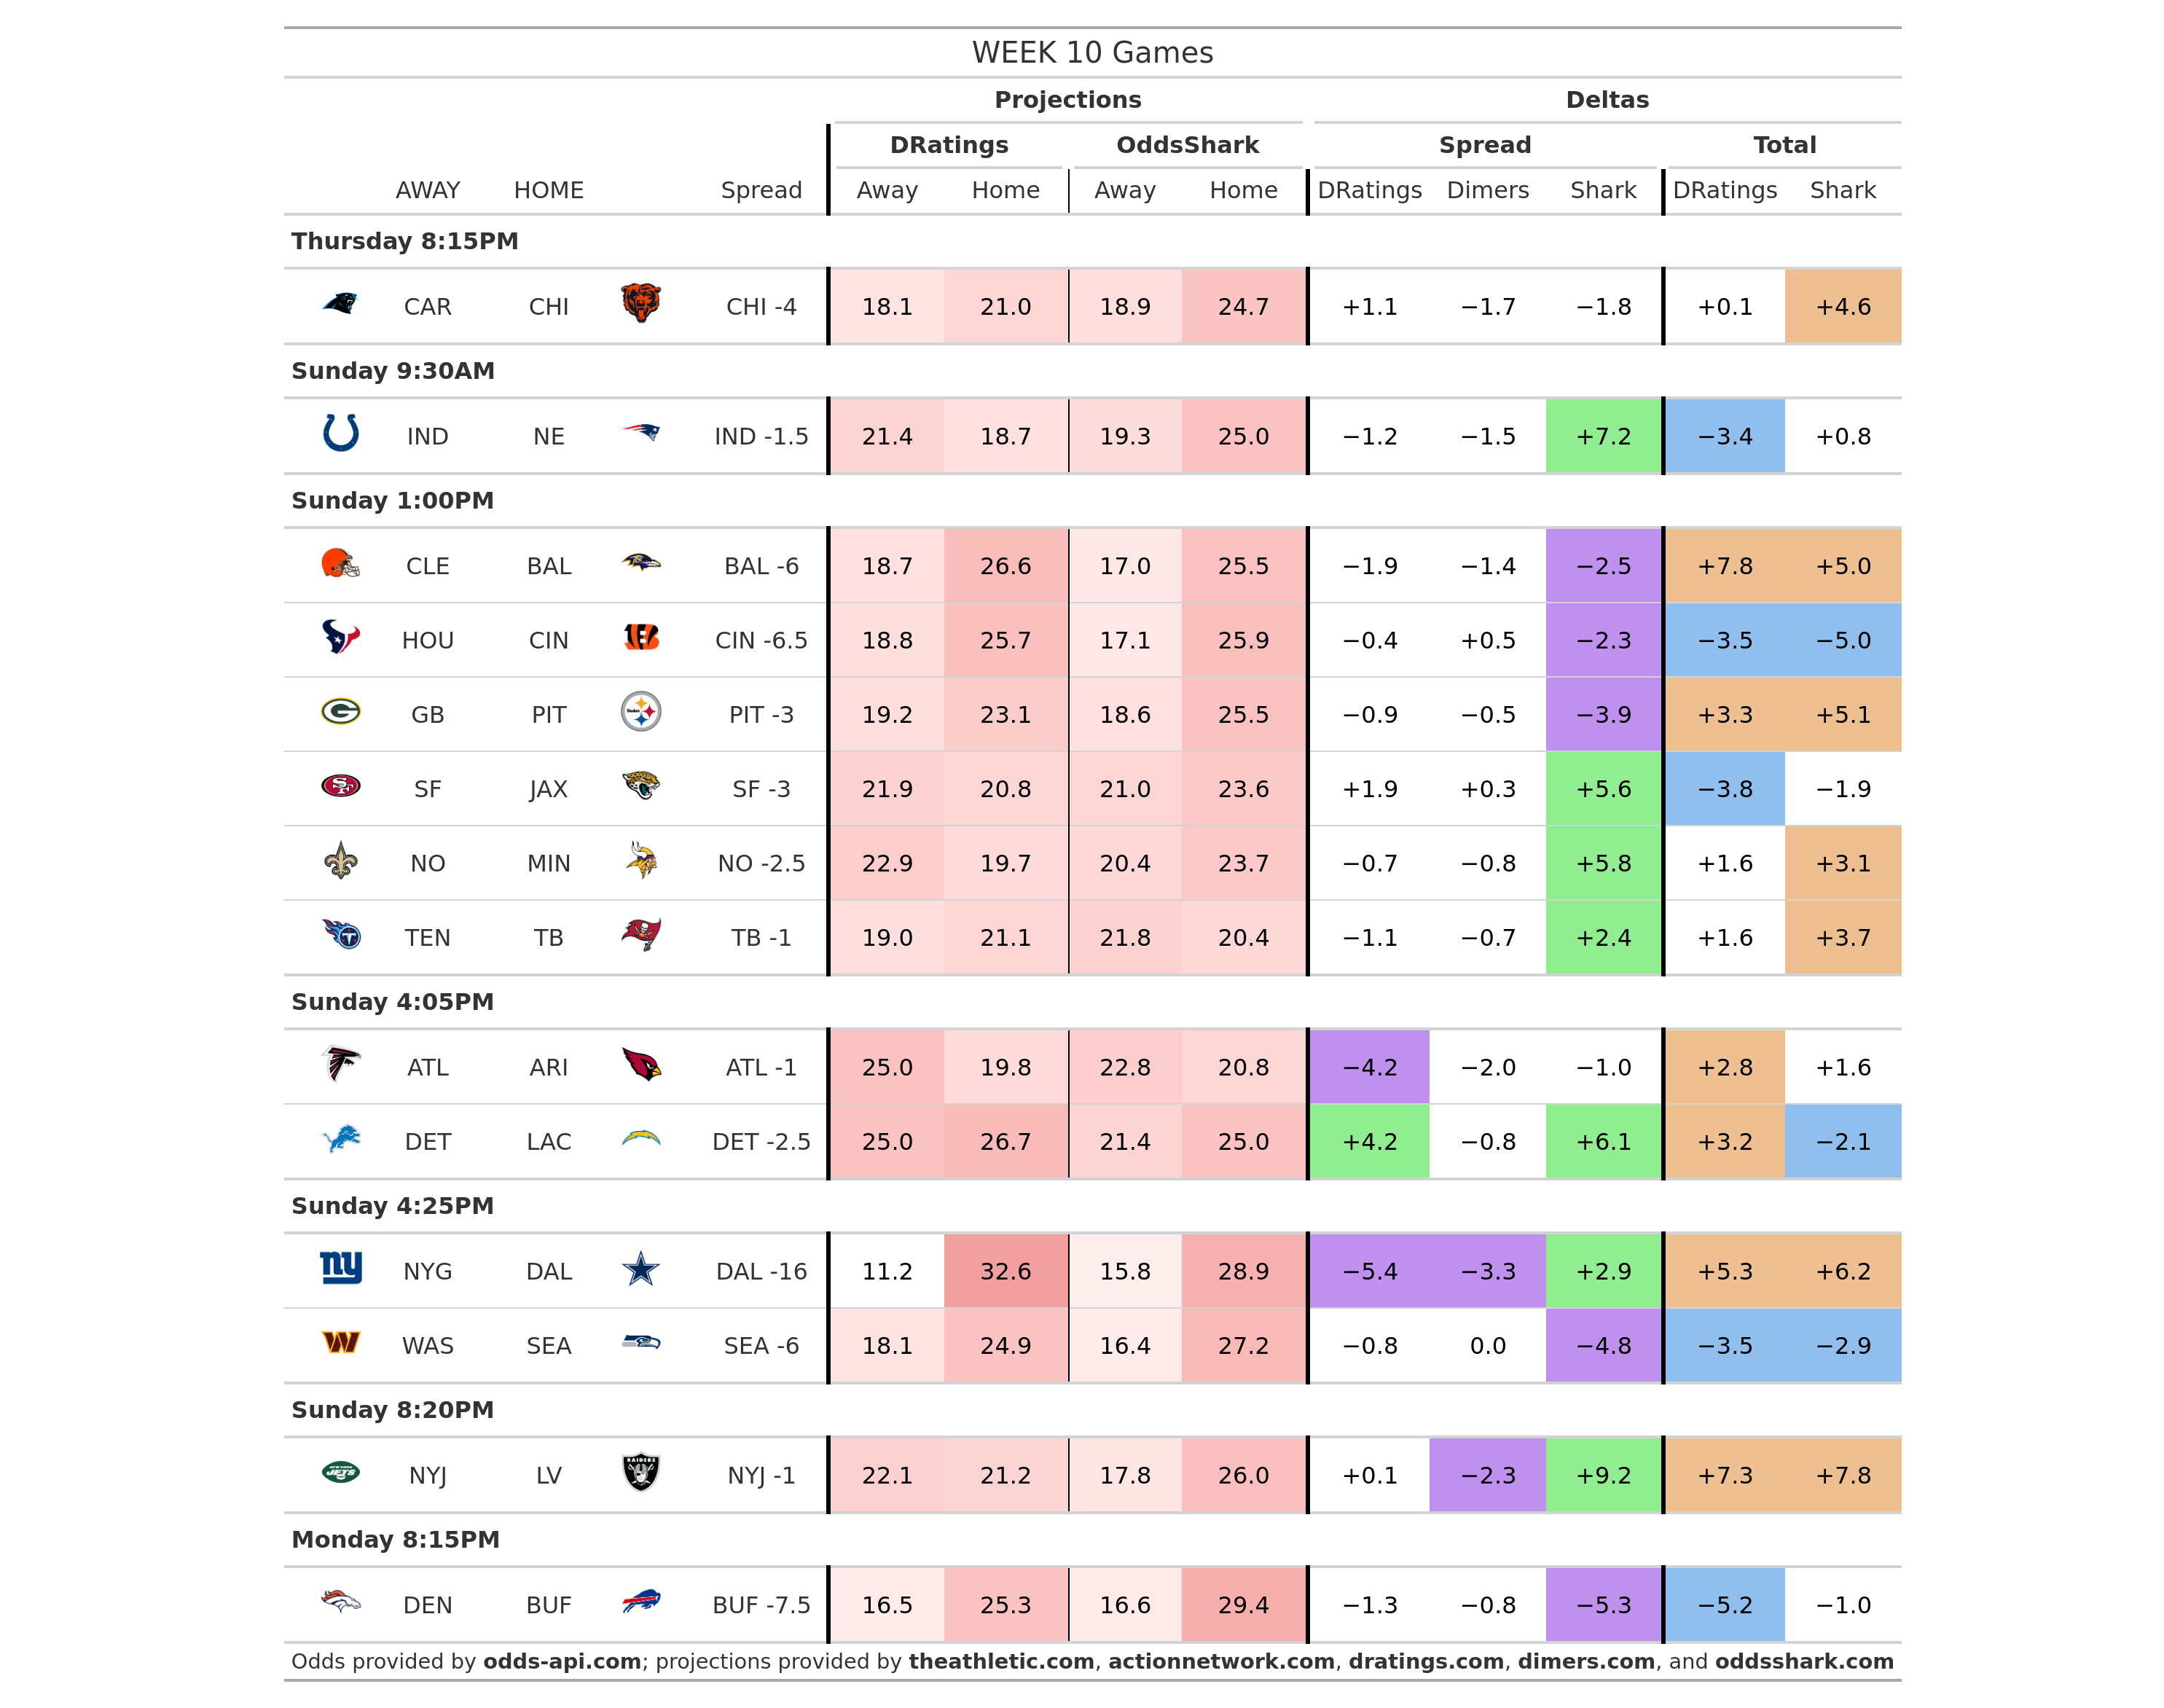 WEEK 10 Games
Projections Deltas
DRatings OddsShark Spread Total
AWAY HOME Spread Away Home Away Home DRatings Dimers Shark DRatings Shark
Thursday 8:15PM
CAR CHI CHI -4 18.1 21.0 18.9 24.7 +1.1 −1.7 −1.8 +0.1 +4.6
Sunday 9:30AM
IND NE IND -1.5 21.4 18.7 19.3 25.0 −1.2 −1.5 +7.2 −3.4 +0.8
Sunday 1:00PM
CLE BAL BAL -6 18.7 26.6 17.0 25.5 −1.9 −1.4 −2.5 +7.8 +5.0
HOU CIN CIN -6.5 18.8 25.7 17.1 25.9 −0.4 +0.5 −2.3 −3.5 −5.0
GB PIT PIT -3 19.2 23.1 18.6 25.5 −0.9 −0.5 −3.9 +3.3 +5.1
SF JAX SF -3 21.9 20.8 21.0 23.6 +1.9 +0.3 +5.6 −3.8 −1.9
NO MIN NO -2.5 22.9 19.7 20.4 23.7 −0.7 −0.8 +5.8 +1.6 +3.1
TEN TB TB -1 19.0 21.1 21.8 20.4 −1.1 −0.7 +2.4 +1.6 +3.7
Sunday 4:05PM
ATL ARI ATL -1 25.0 19.8 22.8 20.8 −4.2 −2.0 −1.0 +2.8 +1.6
DET LAC DET -2.5 25.0 26.7 21.4 25.0 +4.2 −0.8 +6.1 +3.2 −2.1
Sunday 4:25PM
ny NYG DAL DAL -16 11.2 32.6 15.8 28.9 −5.4 −3.3 +2.9 +5.3 +6.2
W WAS SEA SEA -6 18.1 24.9 16.4 27.2 −0.8 0.0 −4.8 −3.5 −2.9
Sunday 8:20PM
JETS NYJ LV RAIDERS NYJ -1 22.1 21.2 17.8 26.0 +0.1 −2.3 +9.2 +7.3 +7.8
Monday 8:15PM
DEN BUF BUF -7.5 16.5 25.3 16.6 29.4 −1.3 −0.8 −5.3 −5.2 −1.0
Odds provided by odds-api.com; projections provided by theathletic.com, actionnetwork.com, dratings.com, dimers.com, and oddsshark.com